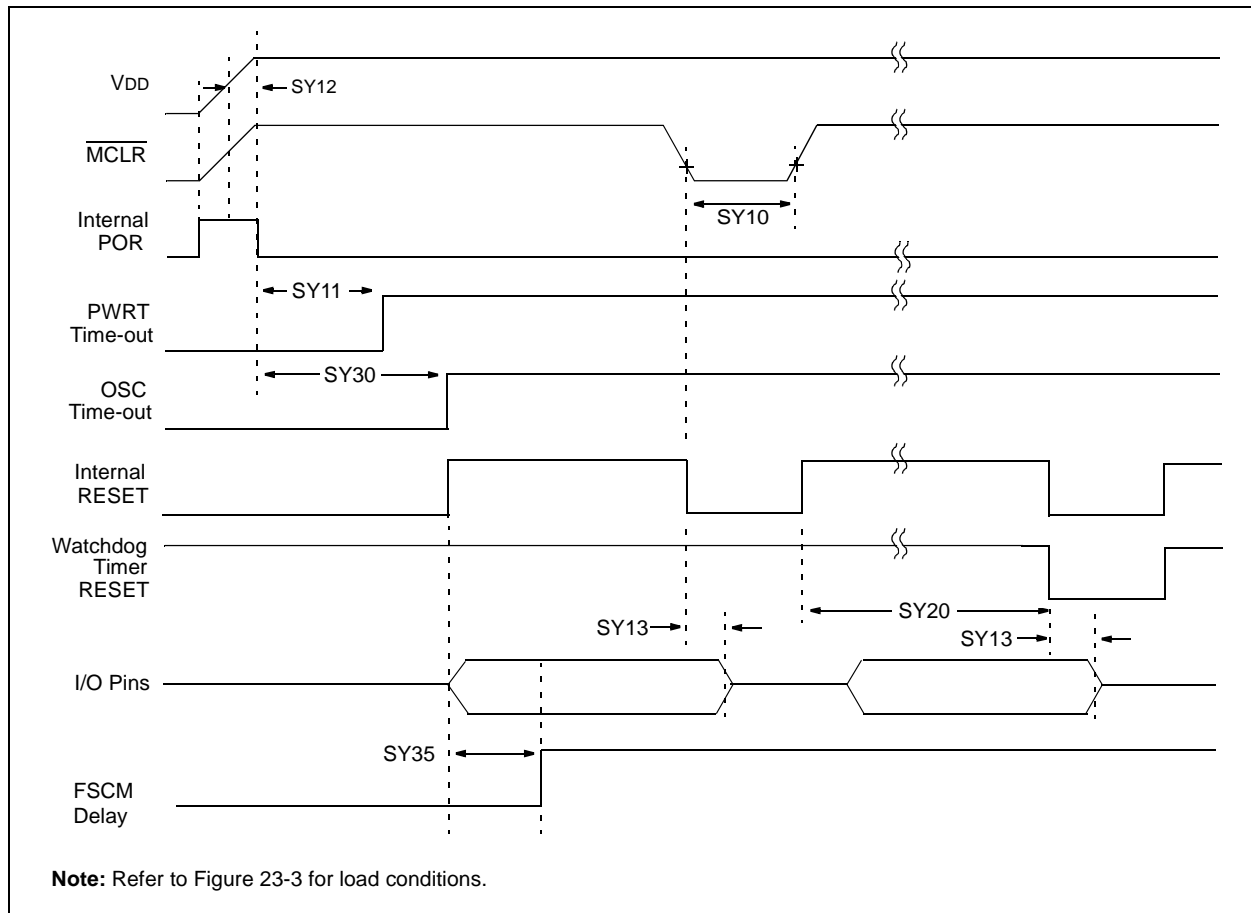 VDD
SY12
MCLR
SY10
Internal
POR
SY11
PWRT
Time-out
SY30
OSC
Time-out
Internal
RESET
Watchdog
Timer
RESET
SY20
SY13
SY13
I/O Pins
SY35
FSCM
Delay
Note: Refer to Figure 23-3 for load conditions.